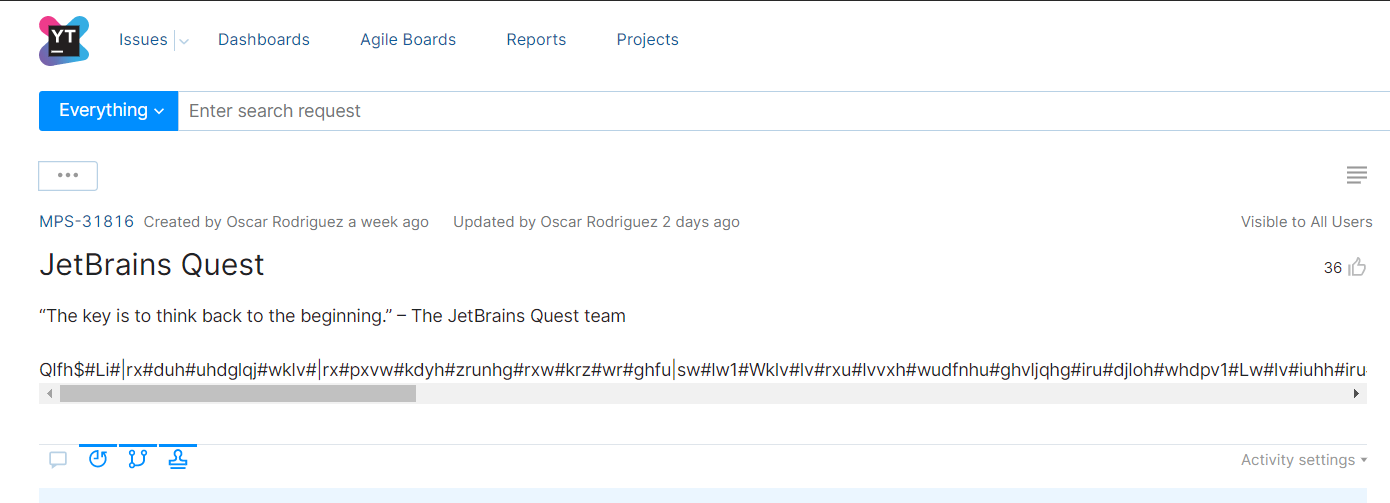 YT
Issues Dashboards Agile Boards Reports Projects
Everything Enter search request
MPS-31816 Created by Oscar Rodriguez a week ago Updated by Oscar Rodriguez 2 days ago Visible to All Users
JetBrains Quest
36
“The key is to think back to the beginning.” – The JetBrains Quest team
Qlfh$#Li#|rx#duh#uhdglqj#wklv#|rx#pxvw#kdyh#zrunhg#rxw#krz#wr#ghfu|sw#lw1#Wklv#lv#rxu#lvvxh#wudfnhu#ghvljqhg#iru#djloh#whdpv1#Lw#lv#iuhh#iru
Activity settings